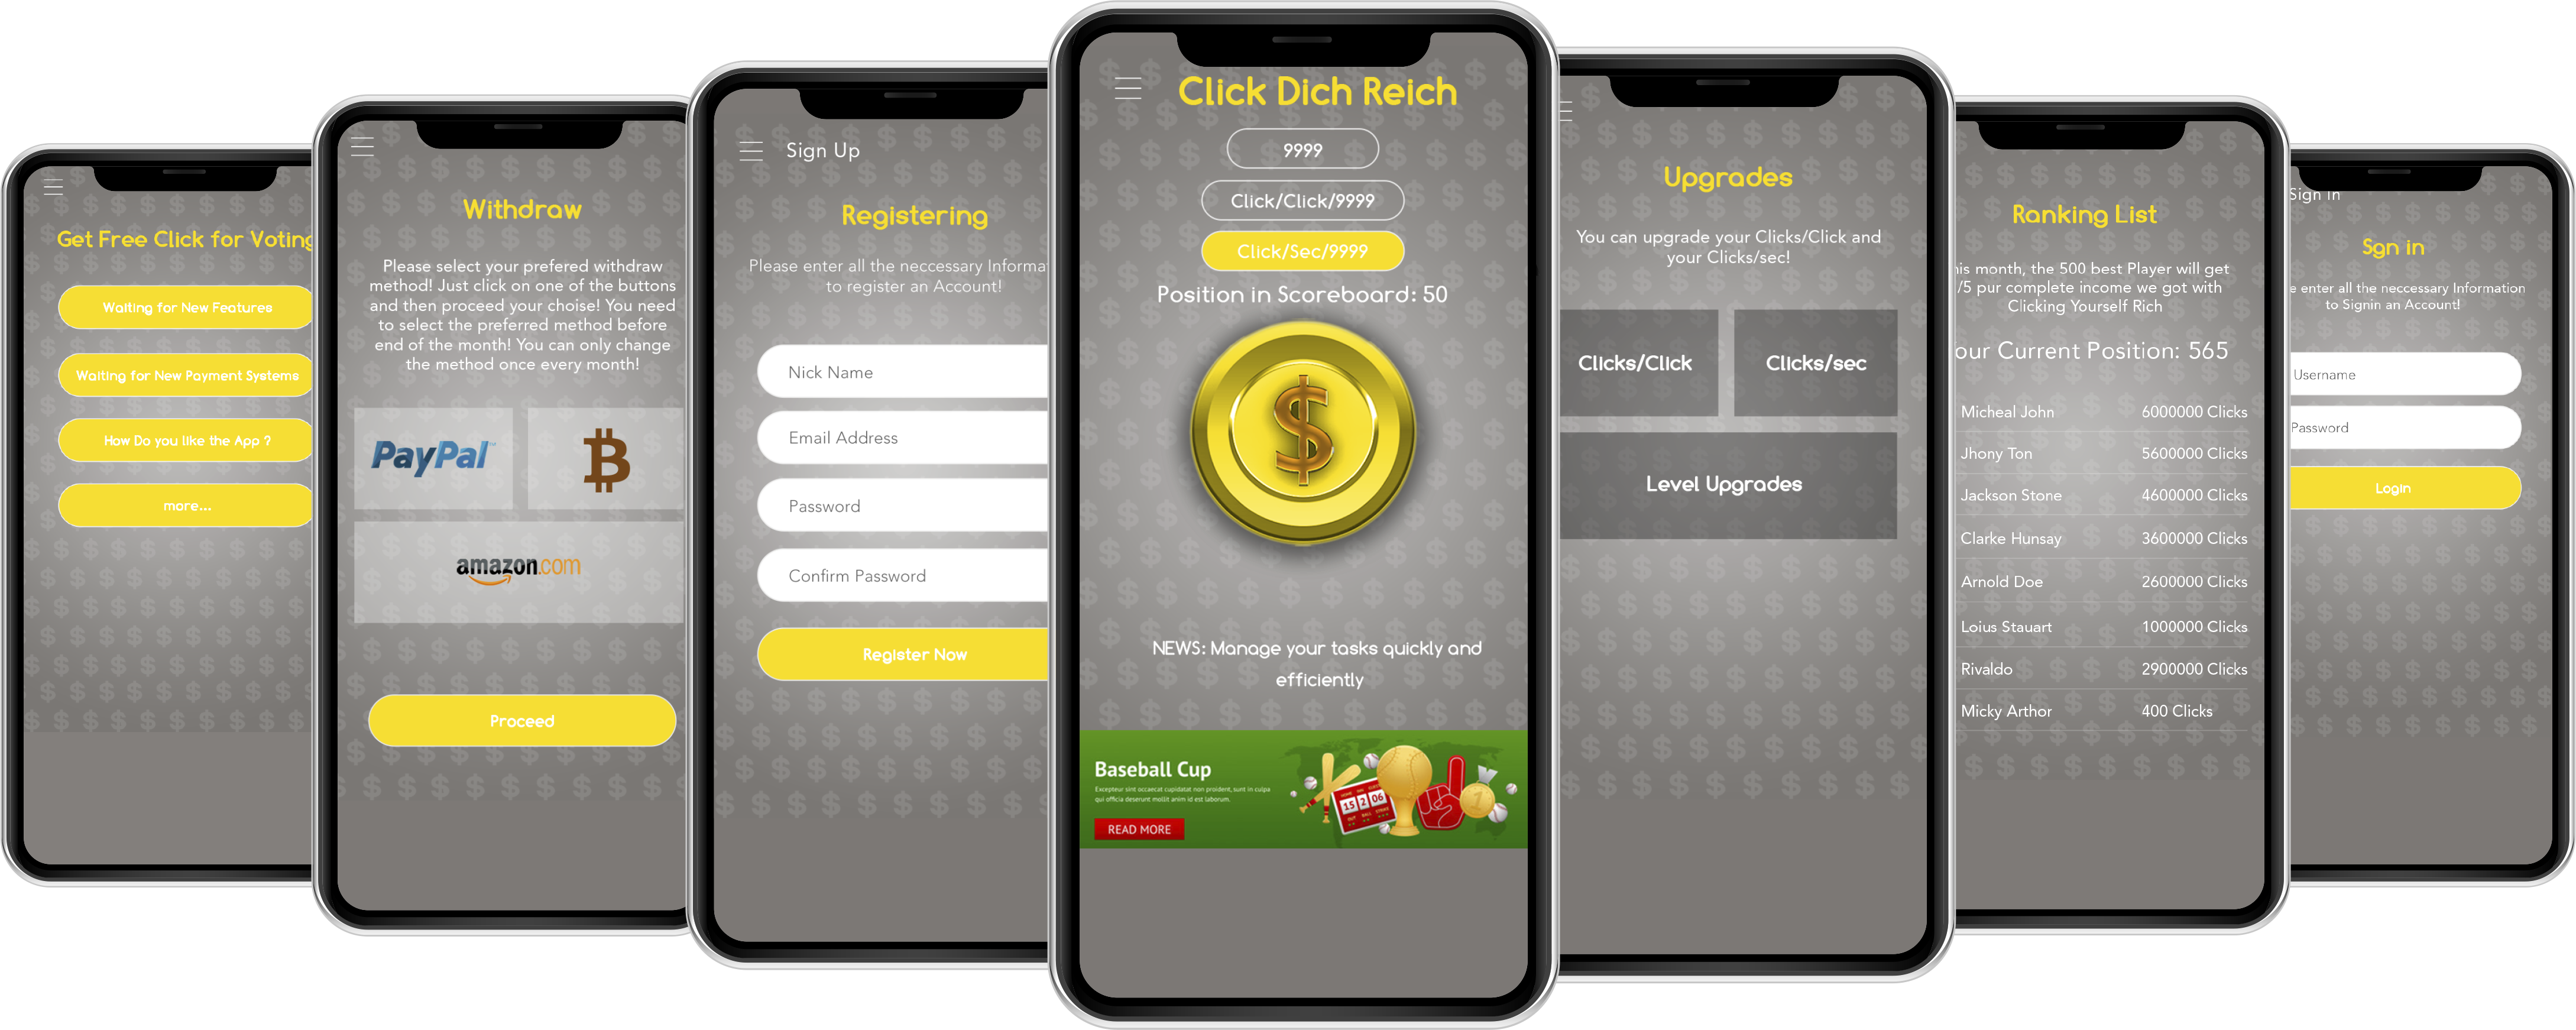 Get Free Click for Voting
Waiting for New Features
Waiting for New Payment Systems
How Do you like the App ?
more...
Withdraw
Please select your prefered withdraw
method! Just click on one of the buttons
and then proceed your choise! You need
to select the preferred method before
end of the month! You can only change
the method once every month!
PayPal™
amazon.com
Proceed
Sign Up
Registering
Please enter all the neccessary Informa
to register an Account!
Nick Name
Email Address
Password
Confirm Password
Register Now
Click Dich Reich
9999
Click/Click/9999
Click/Sec/9999
Position in Scoreboard: 50
$
NEWS: Manage your tasks quickly and
efficiently
Baseball Cup
Excepteur sint occaecat cupidatat non proident, sunt in culpa
qui officia deserunt mollit anim id est laborum.
READ MORE
15 2 06
1
Upgrades
You can upgrade your Clicks/Click and
your Clicks/sec!
Clicks/Click
Clicks/sec
Level Upgrades
Ranking List
his month, the 500 best Player will get
/5 pur complete income we got with
Clicking Yourself Rich
our Current Position: 565
Micheal John 6000000 Clicks
Jhony Ton 5600000 Clicks
Jackson Stone 4600000 Clicks
Clarke Hunsay 3600000 Clicks
Arnold Doe 2600000 Clicks
Loius Stauart 1000000 Clicks
Rivaldo 2900000 Clicks
Micky Arthor 400 Clicks
Sign In
Sgn in
e enter all the neccessary Information
to Signin an Account!
Username
Password
Login